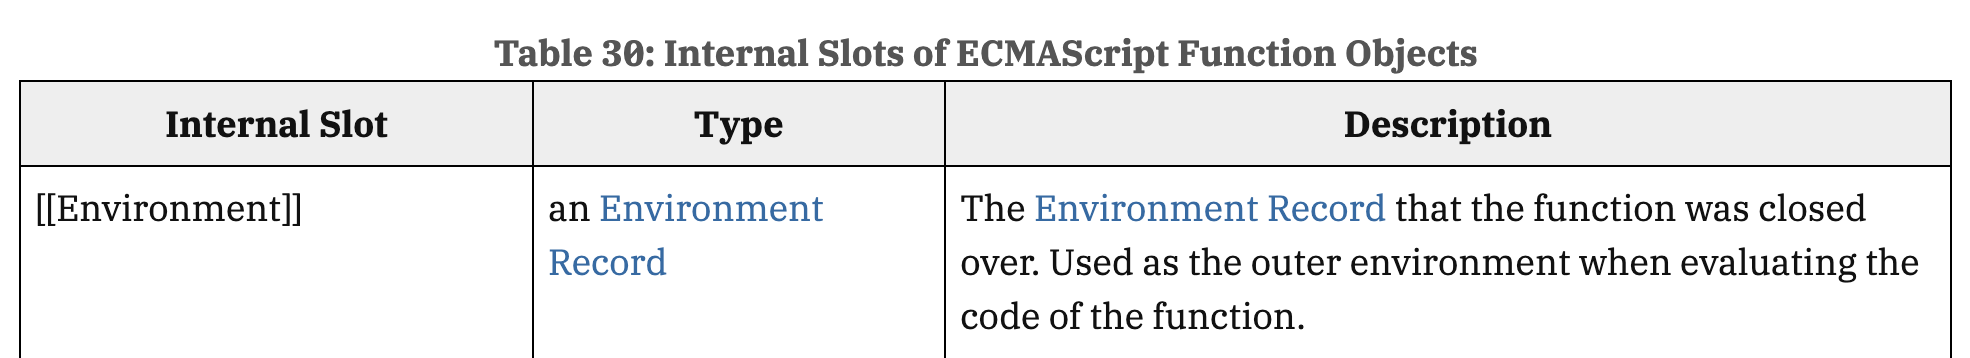 Table 30: Internal Slots of ECMAScript Function Objects
Internal Slot Type Description
[[Environment]] an Environment The Environment Record that the function was closed
Record over. Used as the outer environment when evaluating the
code of the function.